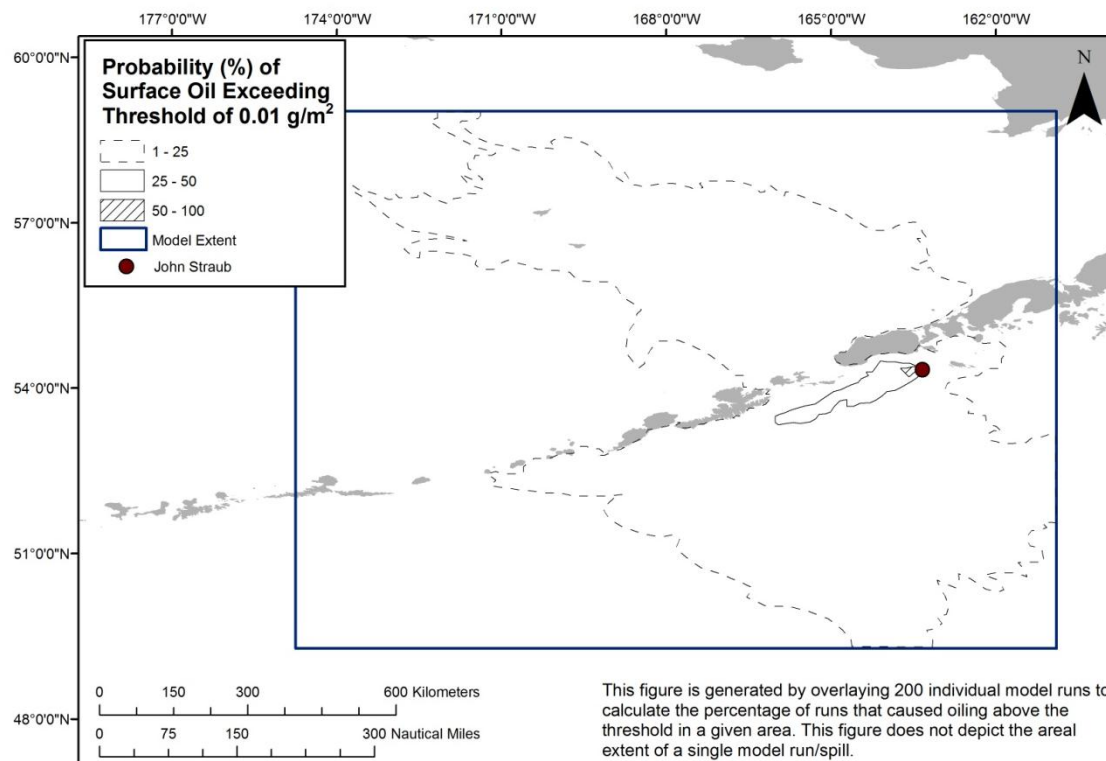 177°0'0"W 174°0'0"W 171°0'0"W 168°0'0"W 165°0'0"W 162°0'0"W
60°0'0"N
57°0'0"N
54°0'0"N
51°0'0"N
48°0'0"N
Probability (%) of
Surface Oil Exceeding
Threshold of 0.01 g/m²
1 - 25
25 - 50
50 - 100
Model Extent
John Straub
N
0 150 300 600 Kilometers
0 75 150 300 Nautical Miles
This figure is generated by overlaying 200 individual model runs to
calculate the percentage of runs that caused oiling above the
threshold in a given area. This figure does not depict the areal
extent of a single model run/spill.